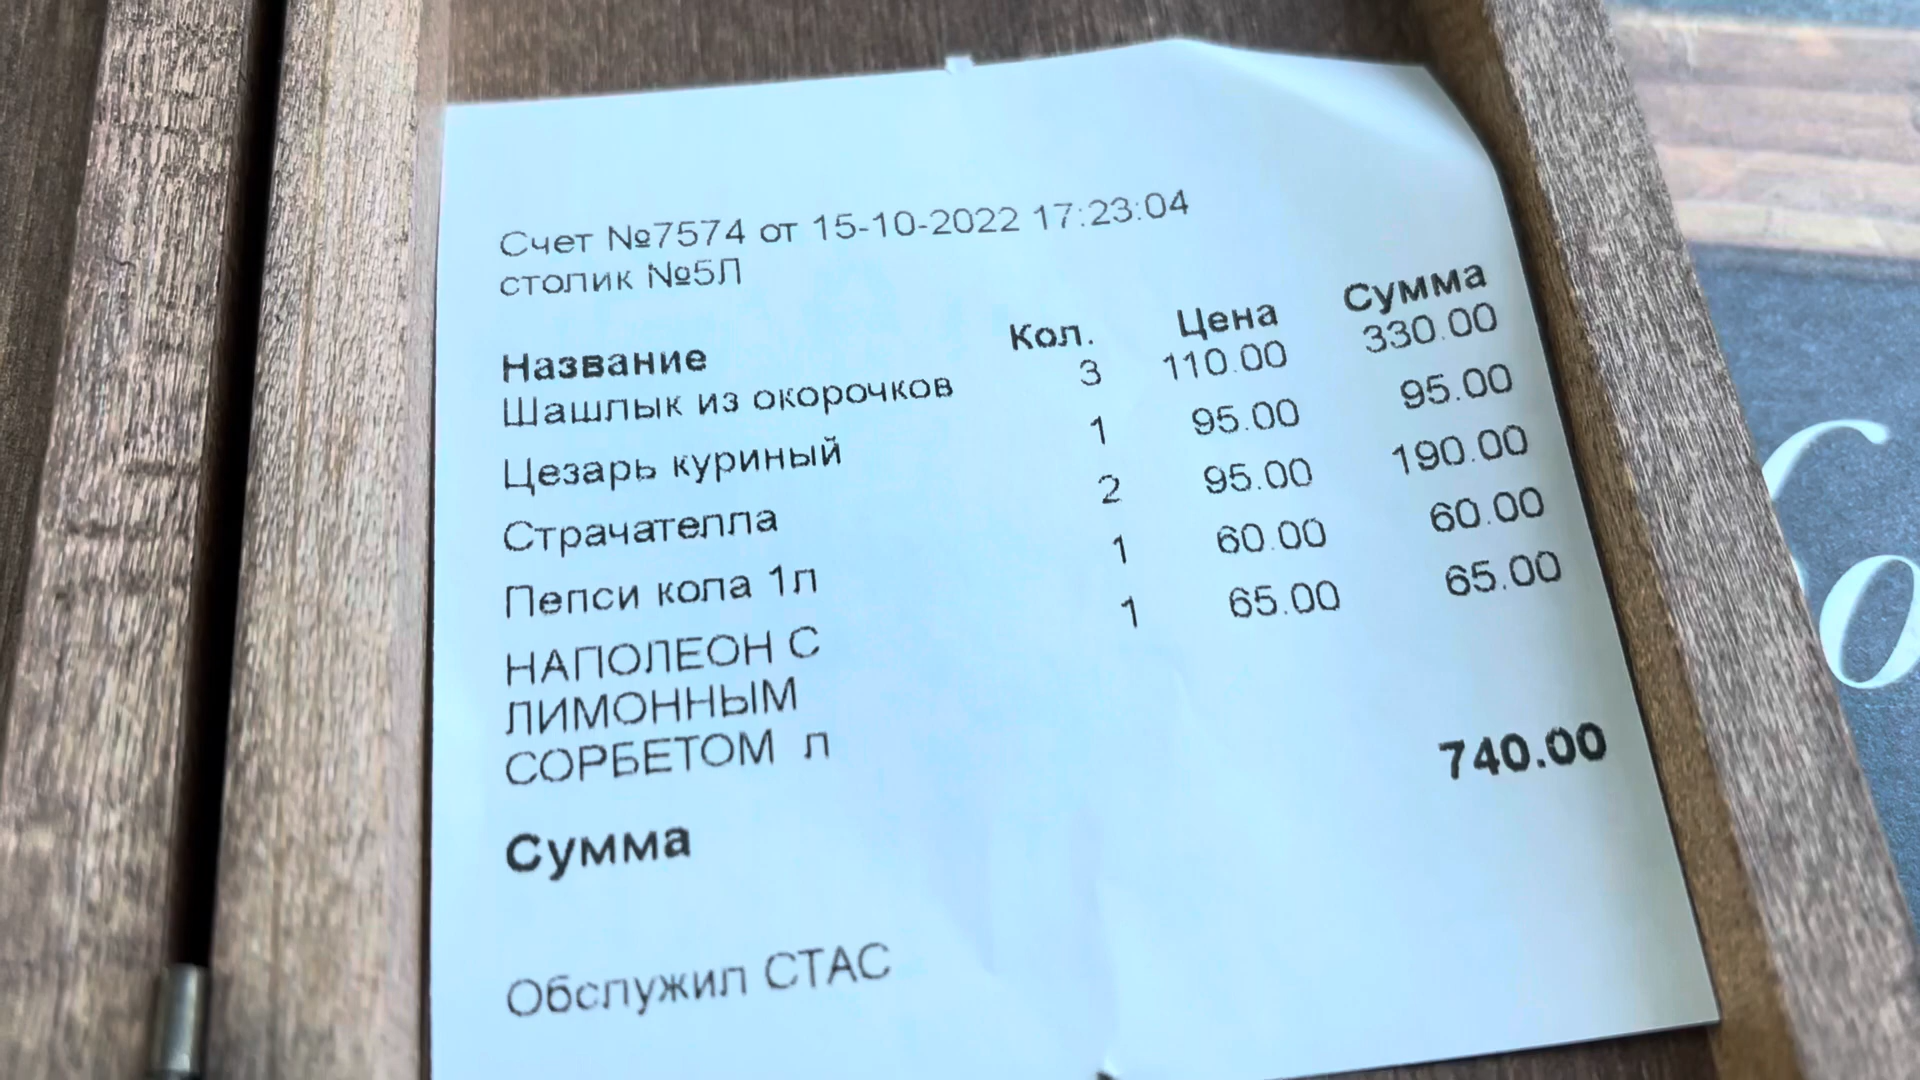 Счет №7574 от 15-10-2022 17:23:04
столик №5Л
Название Кол. Цена Сумма
Шашлык из окорочков 3 110.00 330.00
Цезарь куриный 1 95.00 95.00
Страчателла 2 95.00 190.00
Пепси кола 1л 1 60.00 60.00
НАПОЛЕОН С 1 65.00 65.00
ЛИМОННЫМ
СОРБЕТОМ л
Сумма 740.00
Обслужил СТАС